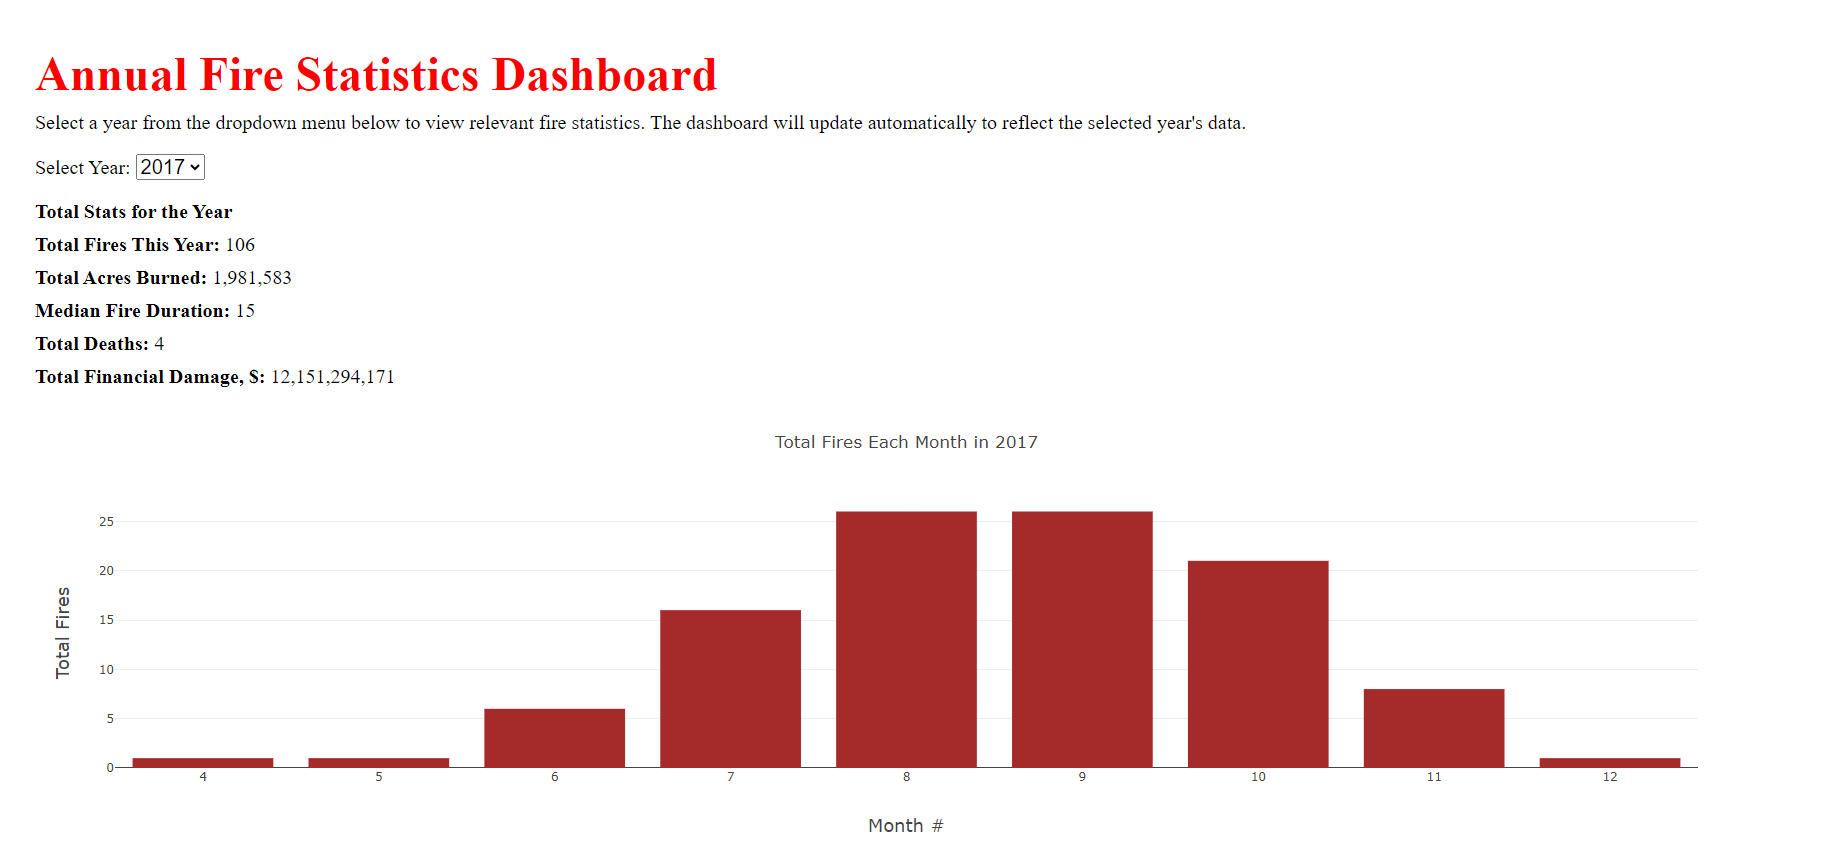 Annual Fire Statistics Dashboard
Select a year from the dropdown menu below to view relevant fire statistics. The dashboard will update automatically to reflect the selected year's data.
Select Year: 2017
Total Stats for the Year
Total Fires This Year: 106
Total Acres Burned: 1,981,583
Median Fire Duration: 15
Total Deaths: 4
Total Financial Damage, $: 12,151,294,171
Total Fires Each Month in 2017
25
20
15
10
5
0
Total Fires
4 5 6 7 8 9 10 11 12
Month #